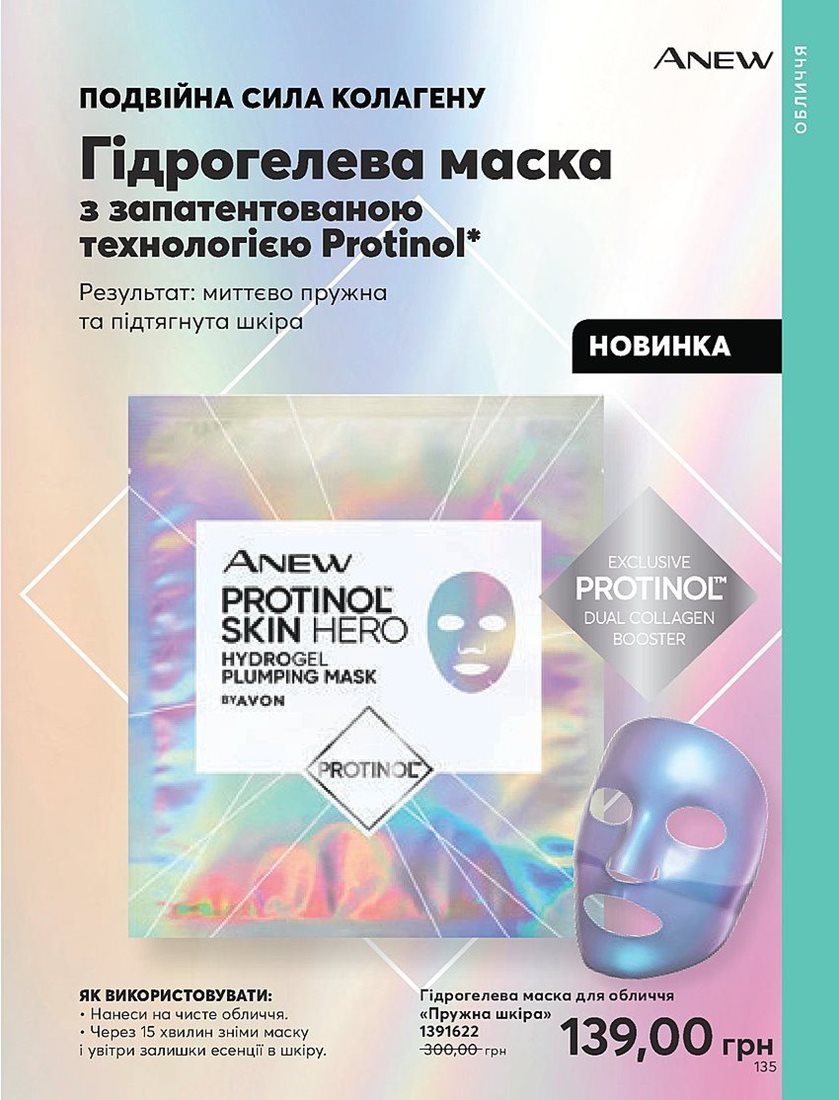 ANEW
ОБЛИЧЧЯ
ПОДВІЙНА СИЛА КОЛАГЕНУ
Гідрогелева маска
з запатентованою
технологією Protinol*
Результат: миттєво пружна
та підтягнута шкіра
НОВИНКА
ANEW
PROTINOL™
SKIN HERO
HYDROGEL
PLUMPING MASK
BY AVON
PROTINOL™
EXCLUSIVE
PROTINOL™
DUAL COLLAGEN
BOOSTER
ЯК ВИКОРИСТОВУВАТИ:
• Нанеси на чисте обличчя.
• Через 15 хвилин зніми маску
і увітри залишки есенції в шкіру.
Гідрогелева маска для обличчя
«Пружна шкіра»
1391622
300,00 грн
139,00 грн
135